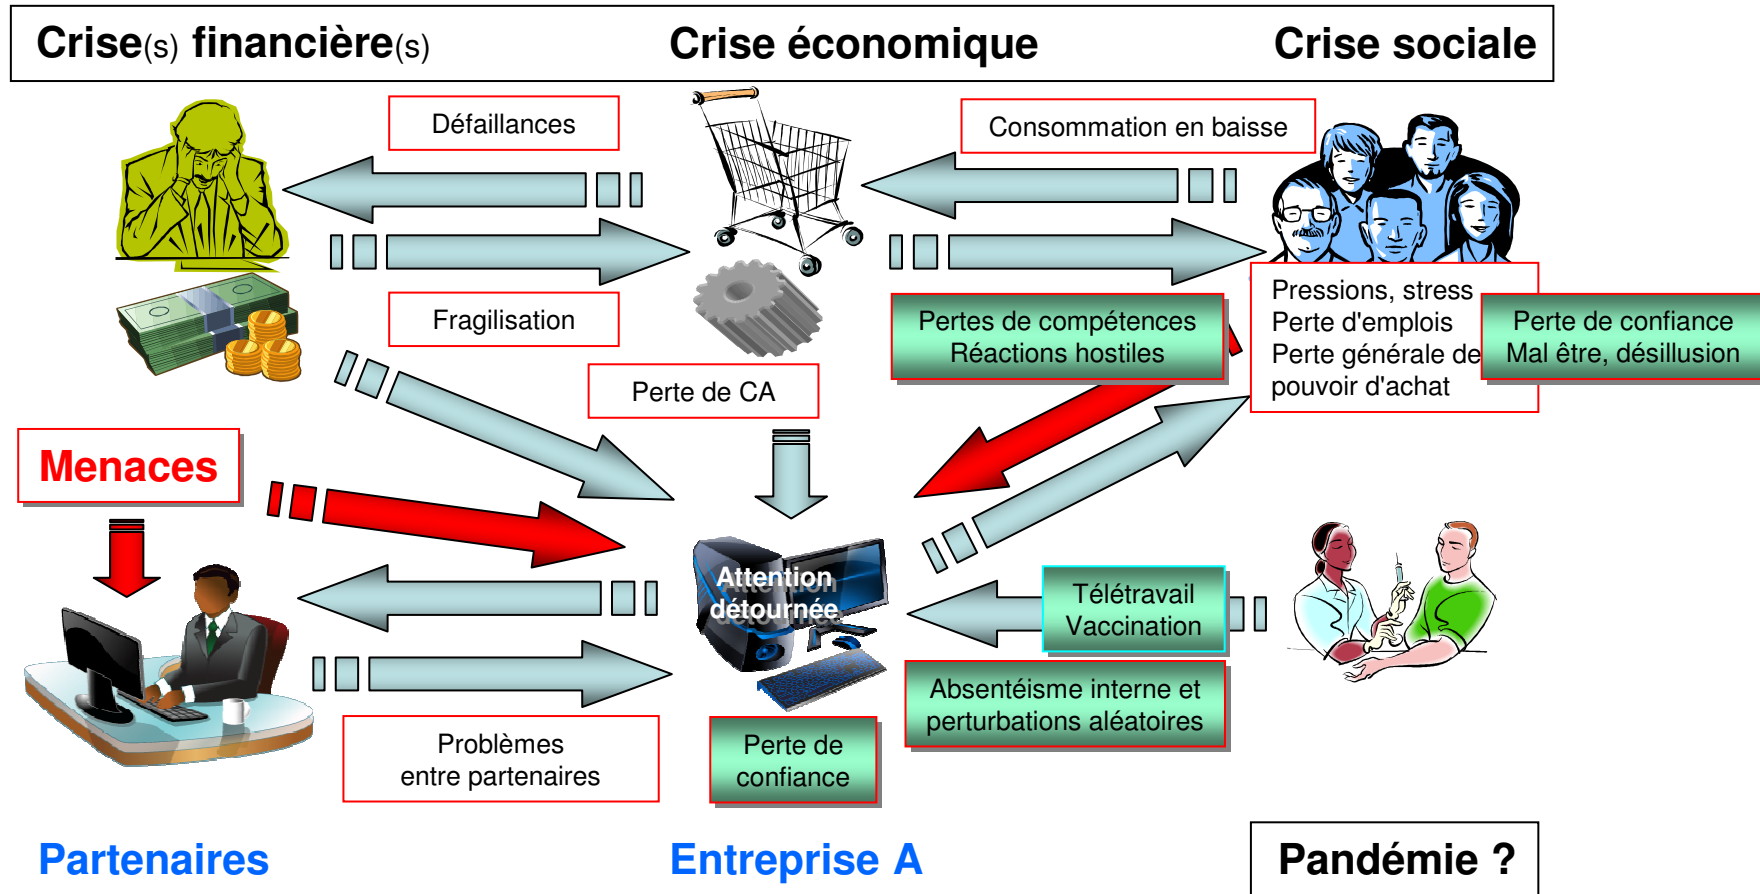 Crise(s) financière(s)
Crise économique
Crise sociale
Défaillances
Consommation en baisse
Fragilisation
Pertes de compétences
Réactions hostiles
Pressions, stress
Perte d'emplois
Perte générale de
pouvoir d'achat
Perte de confiance
Mal être, désillusion
Perte de CA
Menaces
Attention
détournée
Télétravail
Vaccination
Absentéisme interne et
perturbations aléatoires
Problèmes
entre partenaires
Perte de
confiance
Partenaires
Entreprise A
Pandémie ?